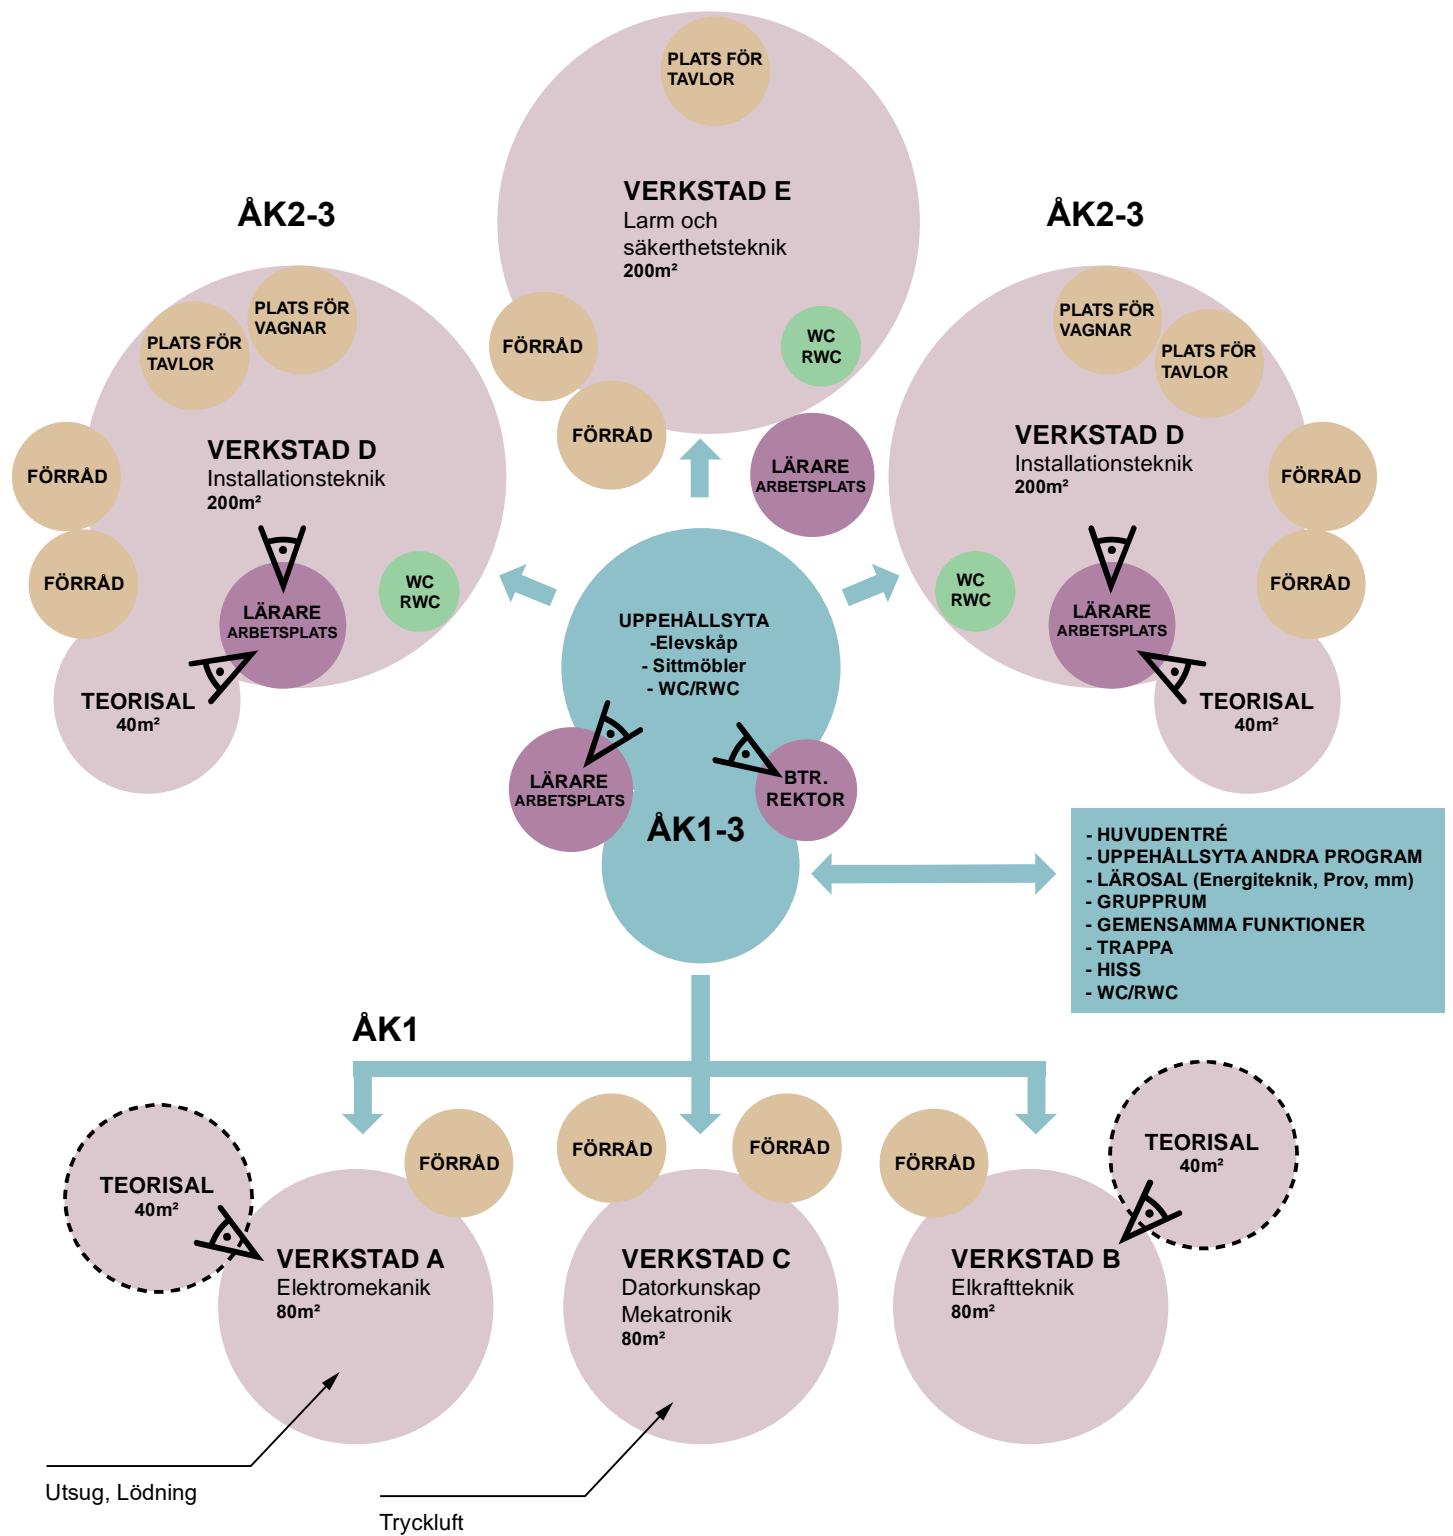 PLATS FÖR
TAVLOR
VERKSTAD E
Larm och
säkerthetsteknik
200m²
FÖRRÅD
FÖRRÅD
WC
RWC
LÄRARE
ARBETSPLATS
ÅK2-3
PLATS FÖR
VAGNAR
PLATS FÖR
TAVLOR
VERKSTAD D
Installationsteknik
200m²
FÖRRÅD
FÖRRÅD
WC
RWC
LÄRARE
ARBETSPLATS
TEORISAL
40m²
ÅK2-3
PLATS FÖR
VAGNAR
PLATS FÖR
TAVLOR
VERKSTAD D
Installationsteknik
200m²
FÖRRÅD
FÖRRÅD
WC
RWC
LÄRARE
ARBETSPLATS
TEORISAL
40m²
UPPEHÅLLSYTA
-Elevskåp
- Sittmöbler
- WC/RWC
LÄRARE
ARBETSPLATS
BTR.
REKTOR
ÅK1-3
- HUVUDENTRÉ
- UPPEHÅLLSYTA ANDRA PROGRAM
- LÄROSAL (Energiteknik, Prov, mm)
- GRUPPRUM
- GEMENSAMMA FUNKTIONER
- TRAPPA
- HISS
- WC/RWC
ÅK1
TEORISAL
40m²
FÖRRÅD
VERKSTAD A
Elektromekanik
80m²
FÖRRÅD
FÖRRÅD
VERKSTAD C
Datorkunskap
Mekatronik
80m²
FÖRRÅD
TEORISAL
40m²
VERKSTAD B
Elkraftteknik
80m²
Utsug, Lödning
Tryckluft